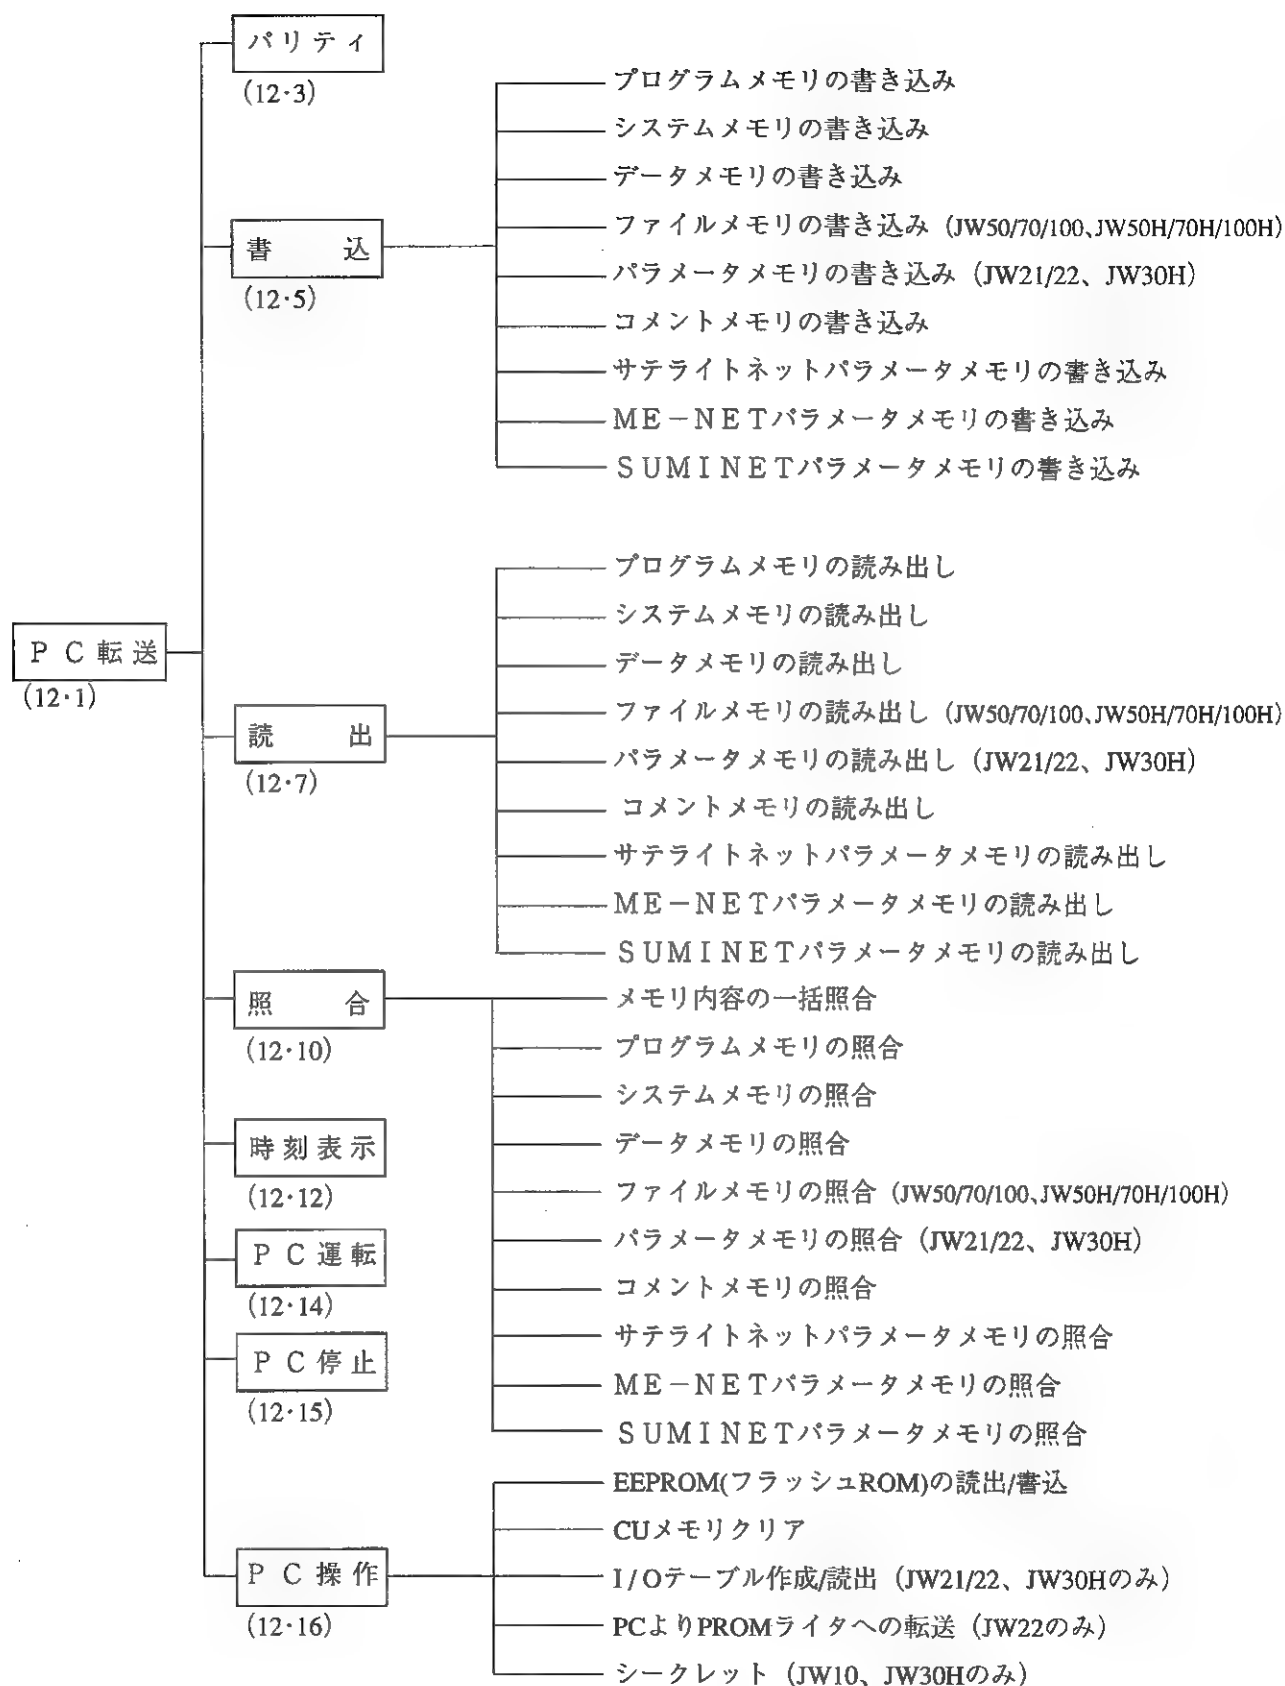 パリティ
(12・3)
プログラムメモリの書き込み
システムメモリの書き込み
データメモリの書き込み
ファイルメモリの書き込み（JW50/70/100、JW50H/70H/100H）
書込
(12・5)
パラメータメモリの書き込み（JW21/22、JW30H）
コメントメモリの書き込み
サテライトネットパラメータメモリの書き込み
ＭＥ－ＮＥＴパラメータメモリの書き込み
ＳＵＭＩＮＥＴパラメータメモリの書き込み
ＰＣ転送
(12・1)
プログラムメモリの読み出し
システムメモリの読み出し
データメモリの読み出し
ファイルメモリの読み出し（JW50/70/100、JW50H/70H/100H）
読出
(12・7)
パラメータメモリの読み出し（JW21/22、JW30H）
コメントメモリの読み出し
サテライトネットパラメータメモリの読み出し
ＭＥ－ＮＥＴパラメータメモリの読み出し
ＳＵＭＩＮＥＴパラメータメモリの読み出し
照合
(12・10)
メモリ内容の一括照合
プログラムメモリの照合
システムメモリの照合
データメモリの照合
ファイルメモリの照合（JW50/70/100、JW50H/70H/100H）
パラメータメモリの照合（JW21/22、JW30H）
コメントメモリの照合
サテライトネットパラメータメモリの照合
ＭＥ－ＮＥＴパラメータメモリの照合
ＳＵＭＩＮＥＴパラメータメモリの照合
時刻表示
(12・12)
ＰＣ運転
(12・14)
ＰＣ停止
(12・15)
ＰＣ操作
(12・16)
EEPROM(フラッシュROM)の読出/書込
CUメモリクリア
I/Oテーブル作成/読出（JW21/22、JW30Hのみ）
PCよりPROMライタへの転送（JW22のみ）
シークレット（JW10、JW30Hのみ）